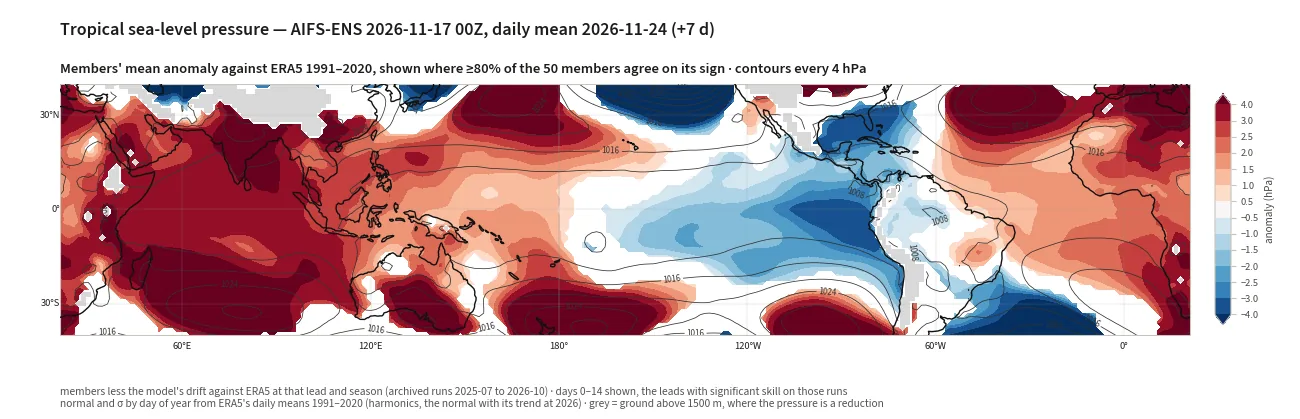 Tropical sea-level pressure — AIFS-ENS 2026-11-17 00Z, daily mean 2026-11-24 (+7 d)
Members' mean anomaly against ERA5 1991–2020, shown where ≥80% of the 50 members agree on its sign · contours every 4 hPa
30°N
0°
30°S
60°E
120°E
180°
120°W
60°W
0°
1016
1016
1016
1008
1008
1008
1016
1024
1024
1016
1016
1016
1016
4.0
3.0
2.5
2.0
1.5
1.0
0.5
−0.5
−1.0
−1.5
−2.0
−2.5
−3.0
−4.0
anomaly (hPa)
members less the model's drift against ERA5 at that lead and season (archived runs 2025-07 to 2026-10) · days 0–14 shown, the leads with significant skill on those runs
normal and σ by day of year from ERA5's daily means 1991–2020 (harmonics, the normal with its trend at 2026) · grey = ground above 1500 m, where the pressure is a reduction